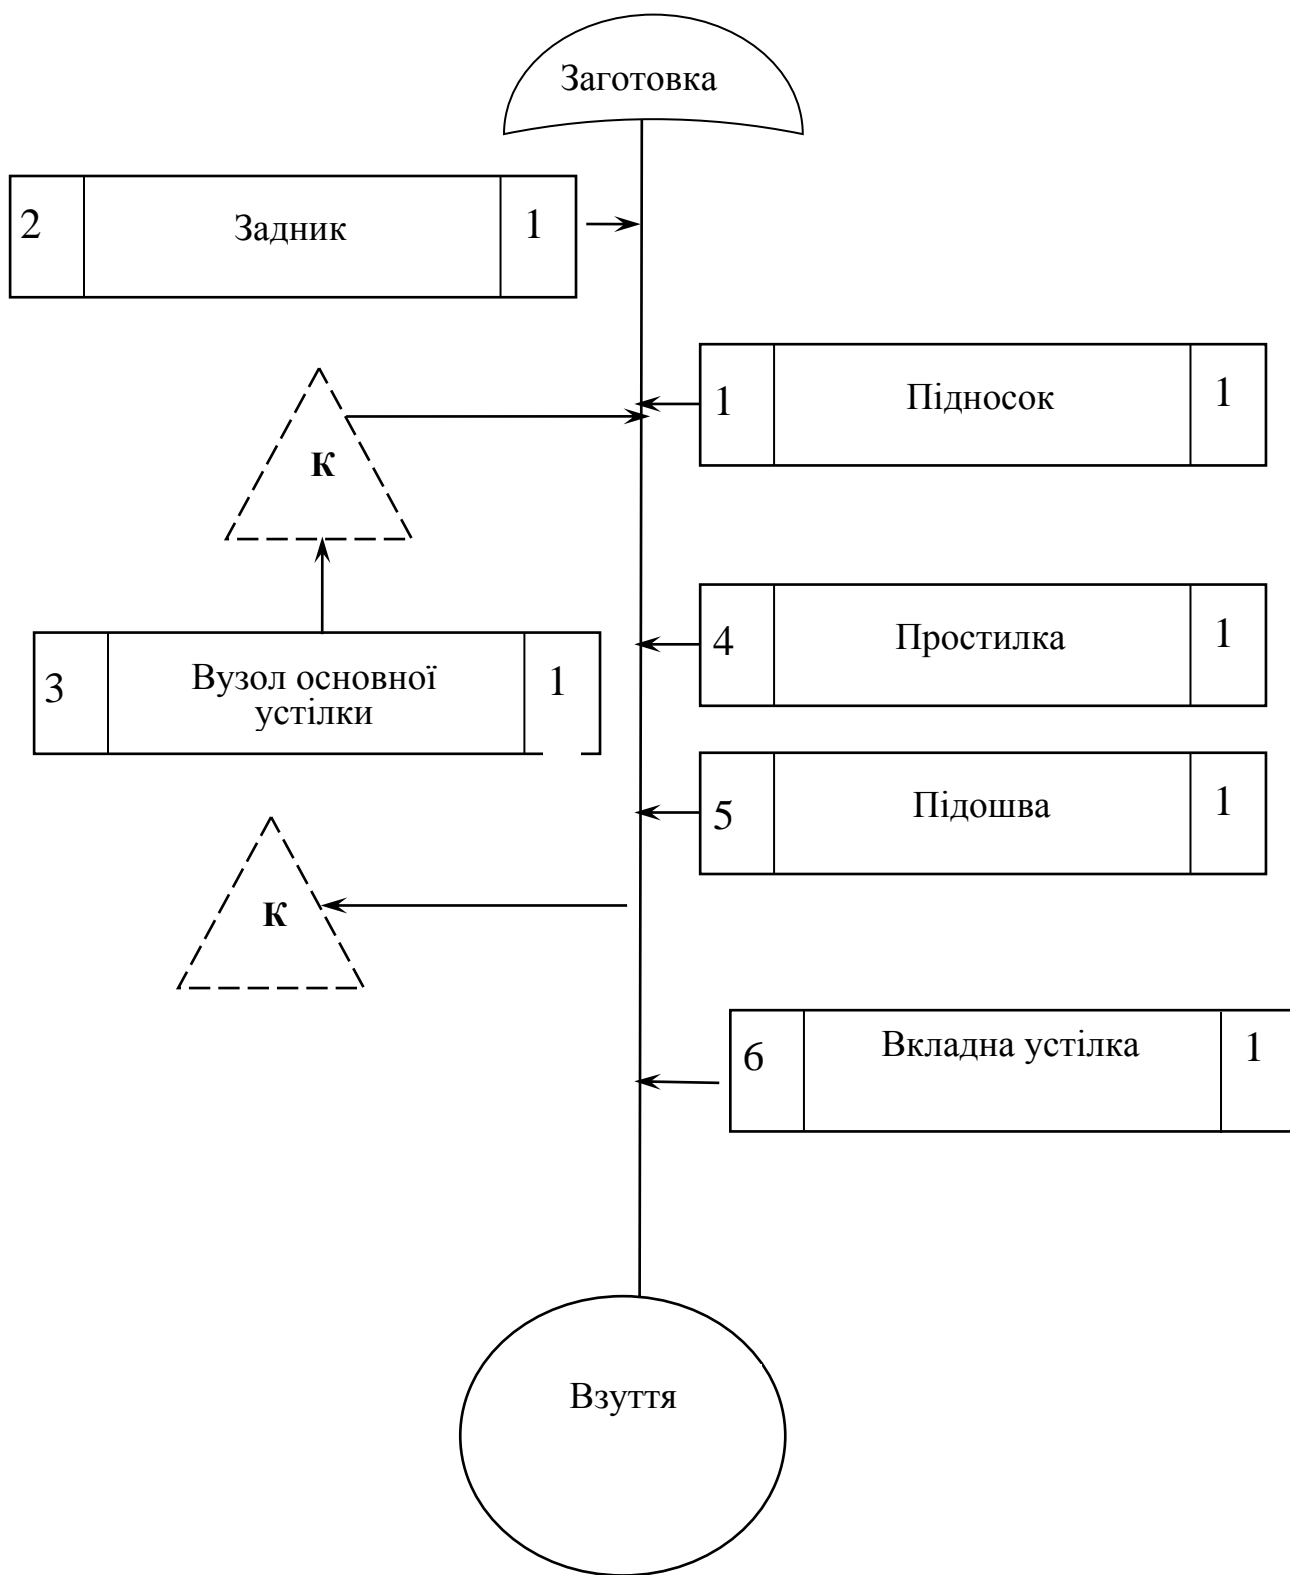 Заготовка
2 Задник 1
1 Підносок 1
К
4 Простилка 1
3 Вузол основної 1
устілки
5 Підошва 1
К
6 Вкладна устілка 1
Взуття